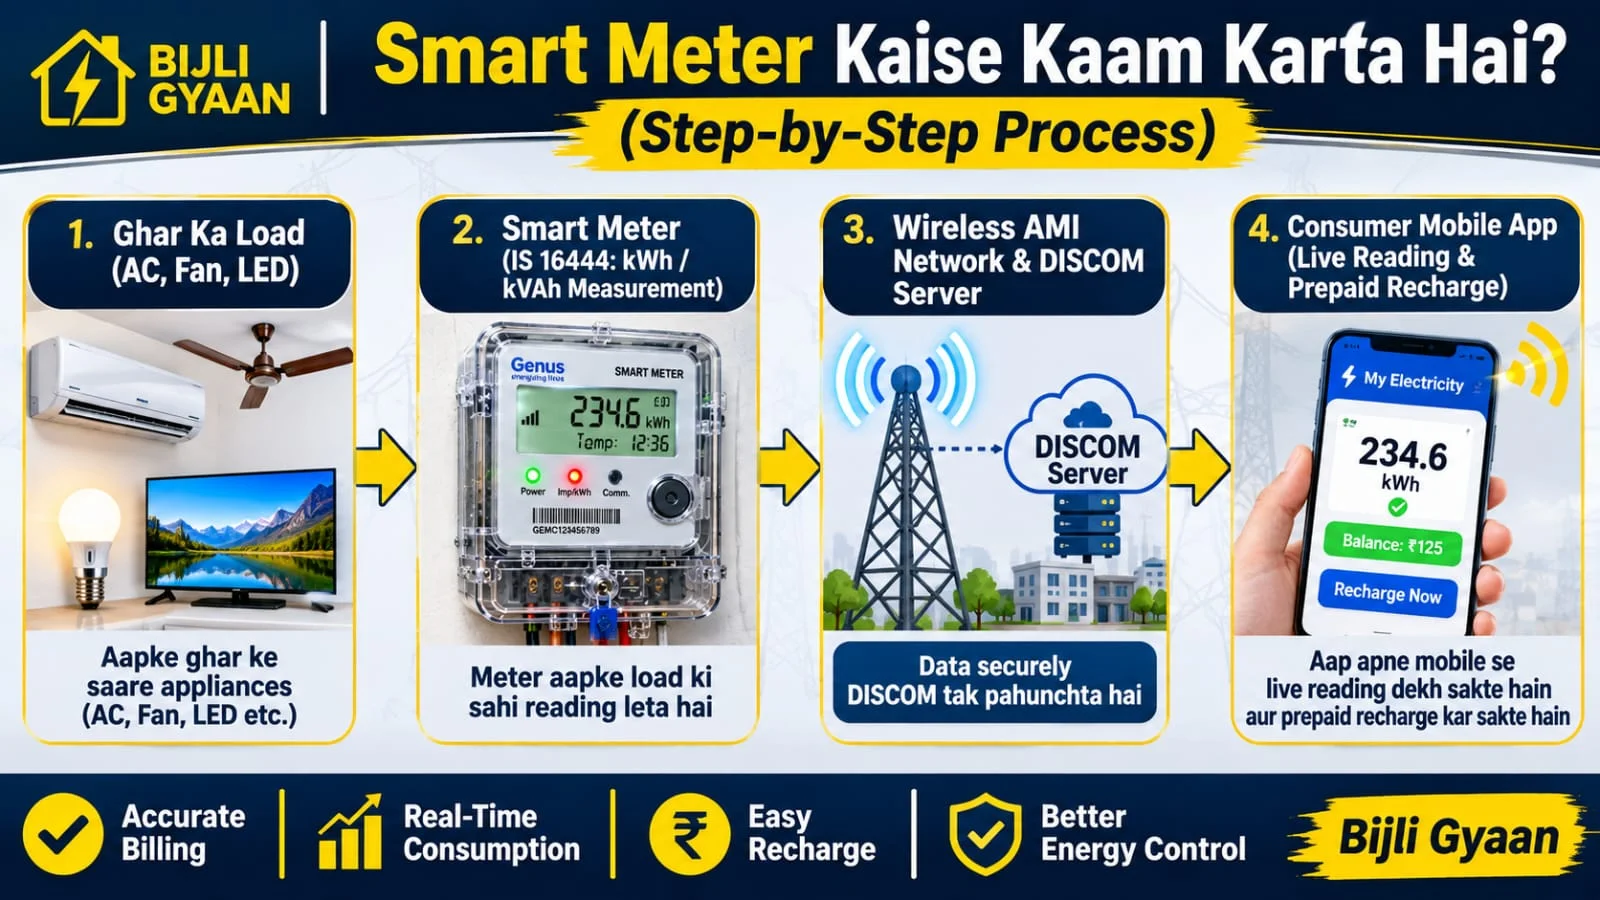 BIJLI
GYAAN
Smart Meter Kaise Kaam Karta Hai?
(Step-by-Step Process)
1. Ghar Ka Load
(AC, Fan, LED)
Aapke ghar ke
saare appliances
(AC, Fan, LED etc.)
2. Smart Meter
(IS 16444: kWh /
kVAh Measurement)
Genus
energizing lives
SMART METER
234.6 kWh
Temp: 12:36
Power Imp/kWh Comm.
GEMC123456789
Meter aapke load ki
sahi reading leta hai
3. Wireless AMI
Network & DISCOM
Server
DISCOM
Server
Data securely
DISCOM tak pahunchta hai
4. Consumer Mobile App
(Live Reading &
Prepaid Recharge)
My Electricity
234.6
kWh
Balance: ₹125
Recharge Now
Aap apne mobile se
live reading dekh sakte hain
aur prepaid recharge kar sakte hain
Accurate
Billing
Real-Time
Consumption
₹
Easy
Recharge
Better
Energy Control
Bijli Gyaan